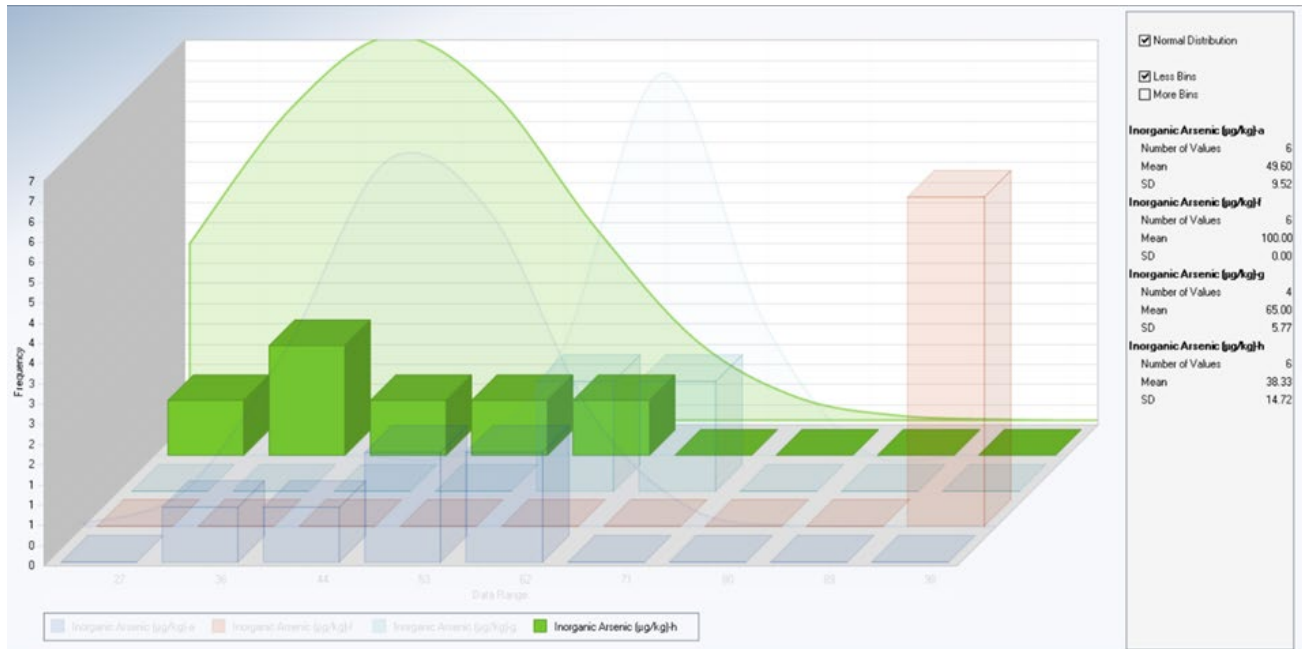 7
7
6
6
6
5
5
4
4
4
3
3
3
2
2
1
1
1
0
0
Frequency
27 36 44 53 62 71 80 89 98
Data Range
Inorganic Arsenic (µg/kg)-a Inorganic Arsenic (µg/kg)-f Inorganic Arsenic (µg/kg)-g Inorganic Arsenic (µg/kg)-h
Normal Distribution
Less Bins
More Bins
Inorganic Arsenic (µg/kg)-a
Number of Values 6
Mean 49.60
SD 9.52
Inorganic Arsenic (µg/kg)-f
Number of Values 6
Mean 100.00
SD 0.00
Inorganic Arsenic (µg/kg)-g
Number of Values 4
Mean 65.00
SD 5.77
Inorganic Arsenic (µg/kg)-h
Number of Values 6
Mean 38.33
SD 14.72